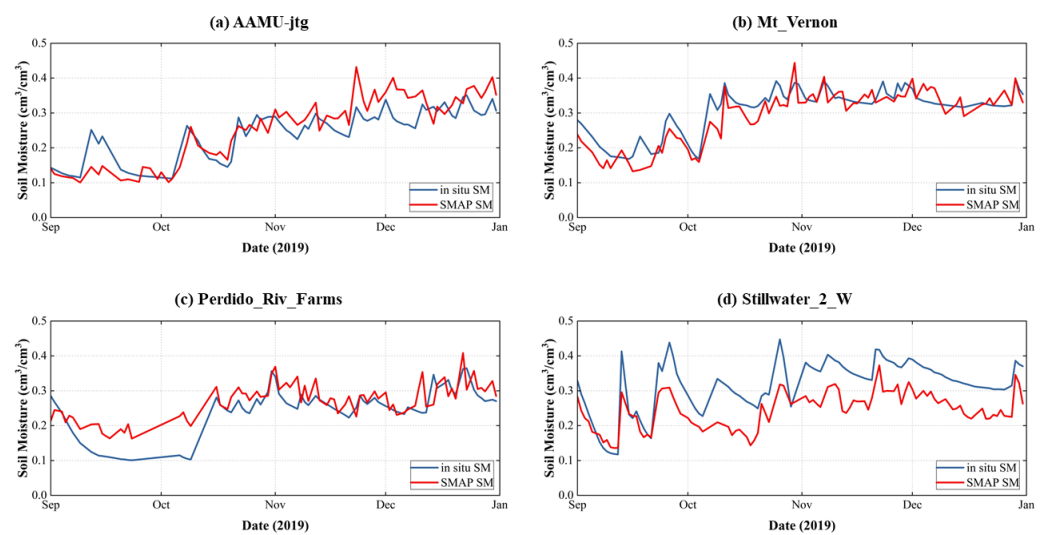 (a) AAMU-jtg
Soil Moisture (cm³/cm³)
0.5
0.4
0.3
0.2
0.1
0.0
in situ SM
SMAP SM
Sep Oct Nov Dec Jan
Date (2019)
(b) Mt_Vernon
Soil Moisture (cm³/cm³)
0.5
0.4
0.3
0.2
0.1
0.0
in situ SM
SMAP SM
Sep Oct Nov Dec Jan
Date (2019)
(c) Perdido_Riv_Farms
Soil Moisture (cm³/cm³)
0.5
0.4
0.3
0.2
0.1
0.0
in situ SM
SMAP SM
Sep Oct Nov Dec Jan
Date (2019)
(d) Stillwater_2_W
Soil Moisture (cm³/cm³)
0.5
0.4
0.3
0.2
0.1
0.0
in situ SM
SMAP SM
Sep Oct Nov Dec Jan
Date (2019)